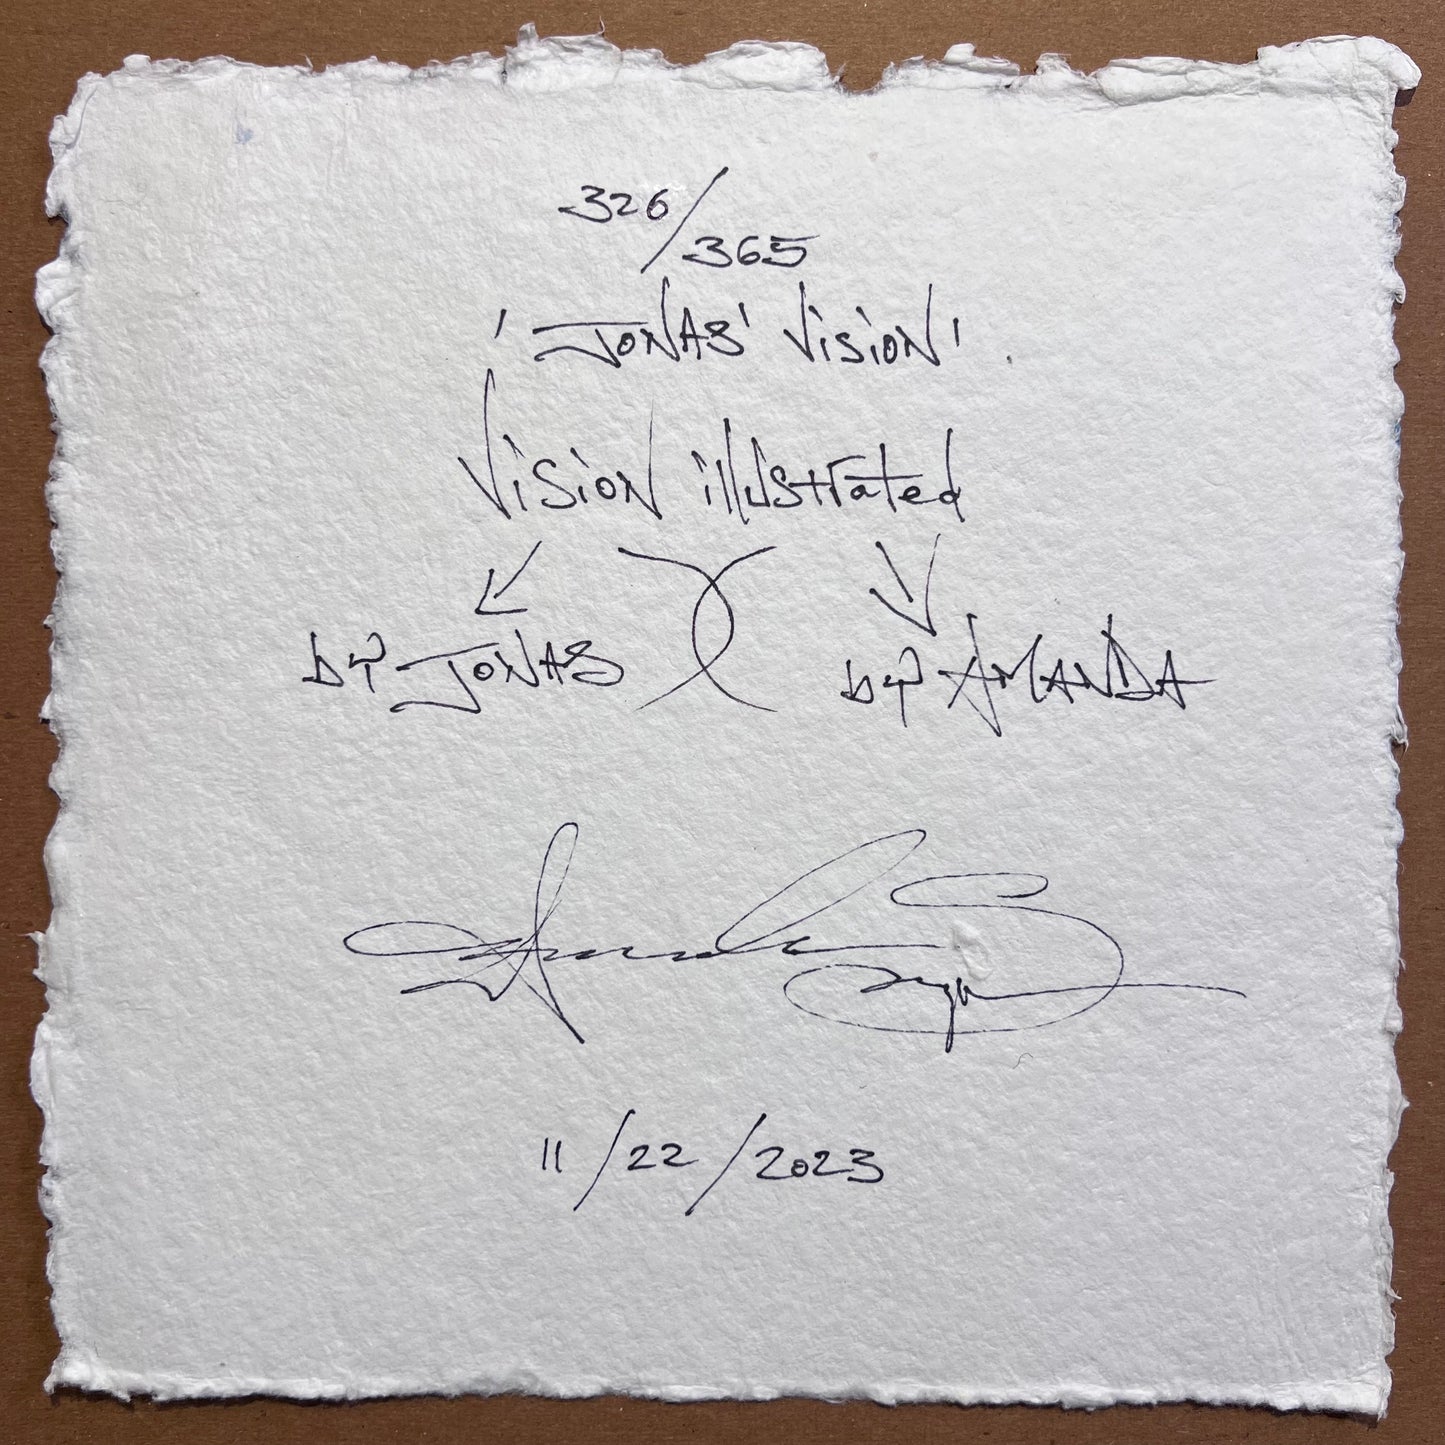 326/365
'JONAS' VISION'
VISION illustrated
by JONAS by AMANDA
11/22/2023